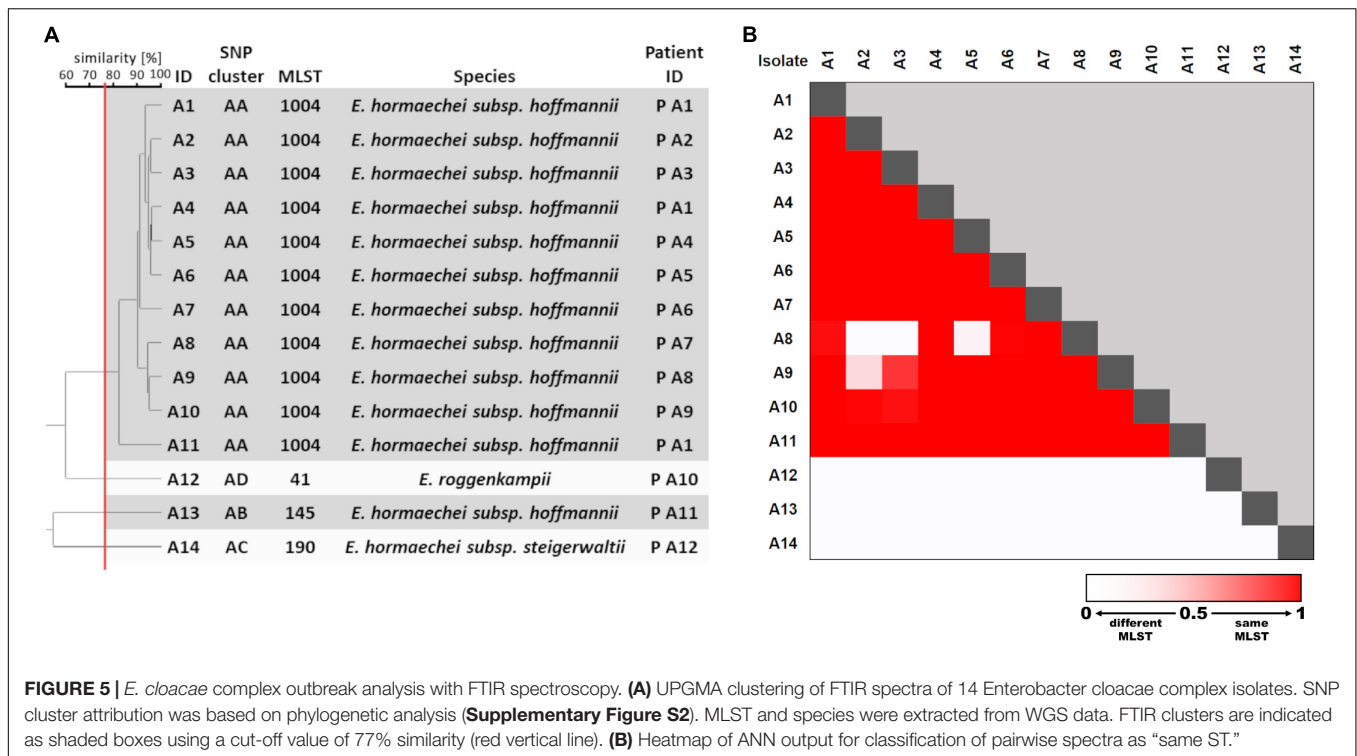 A
similarity [%]
60 70 80 90 100
ID
SNP cluster
MLST
Species
Patient ID
A1 AA 1004 E. hormaechei subsp. hoffmannii P A1
A2 AA 1004 E. hormaechei subsp. hoffmannii P A2
A3 AA 1004 E. hormaechei subsp. hoffmannii P A3
A4 AA 1004 E. hormaechei subsp. hoffmannii P A1
A5 AA 1004 E. hormaechei subsp. hoffmannii P A4
A6 AA 1004 E. hormaechei subsp. hoffmannii P A5
A7 AA 1004 E. hormaechei subsp. hoffmannii P A6
A8 AA 1004 E. hormaechei subsp. hoffmannii P A7
A9 AA 1004 E. hormaechei subsp. hoffmannii P A8
A10 AA 1004 E. hormaechei subsp. hoffmannii P A9
A11 AA 1004 E. hormaechei subsp. hoffmannii P A1
A12 AD 41 E. roggenkampii P A10
A13 AB 145 E. hormaechei subsp. hoffmannii P A11
A14 AC 190 E. hormaechei subsp. steigerwaltii P A12
B
Isolate A1 A2 A3 A4 A5 A6 A7 A8 A9 A10 A11 A12 A13 A14
A1
A2
A3
A4
A5
A6
A7
A8
A9
A10
A11
A12
A13
A14
0 0.5 1
different MLST
same MLST
FIGURE 5 | E. cloacae complex outbreak analysis with FTIR spectroscopy. (A) UPGMA clustering of FTIR spectra of 14 Enterobacter cloacae complex isolates. SNP
cluster attribution was based on phylogenetic analysis (Supplementary Figure S2). MLST and species were extracted from WGS data. FTIR clusters are indicated
as shaded boxes using a cut-off value of 77% similarity (red vertical line). (B) Heatmap of ANN output for classification of pairwise spectra as “same ST.”